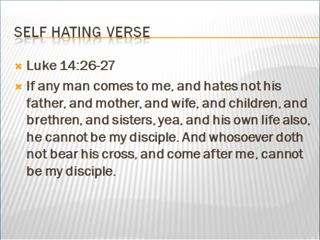 SELF HATING VERSE
Luke 14:26-27
If any man comes to me, and hates not his
father, and mother, and wife, and children, and
brethren, and sisters, yea, and his own life also,
he cannot be my disciple. And whosoever doth
not bear his cross, and come after me, cannot
be my disciple.